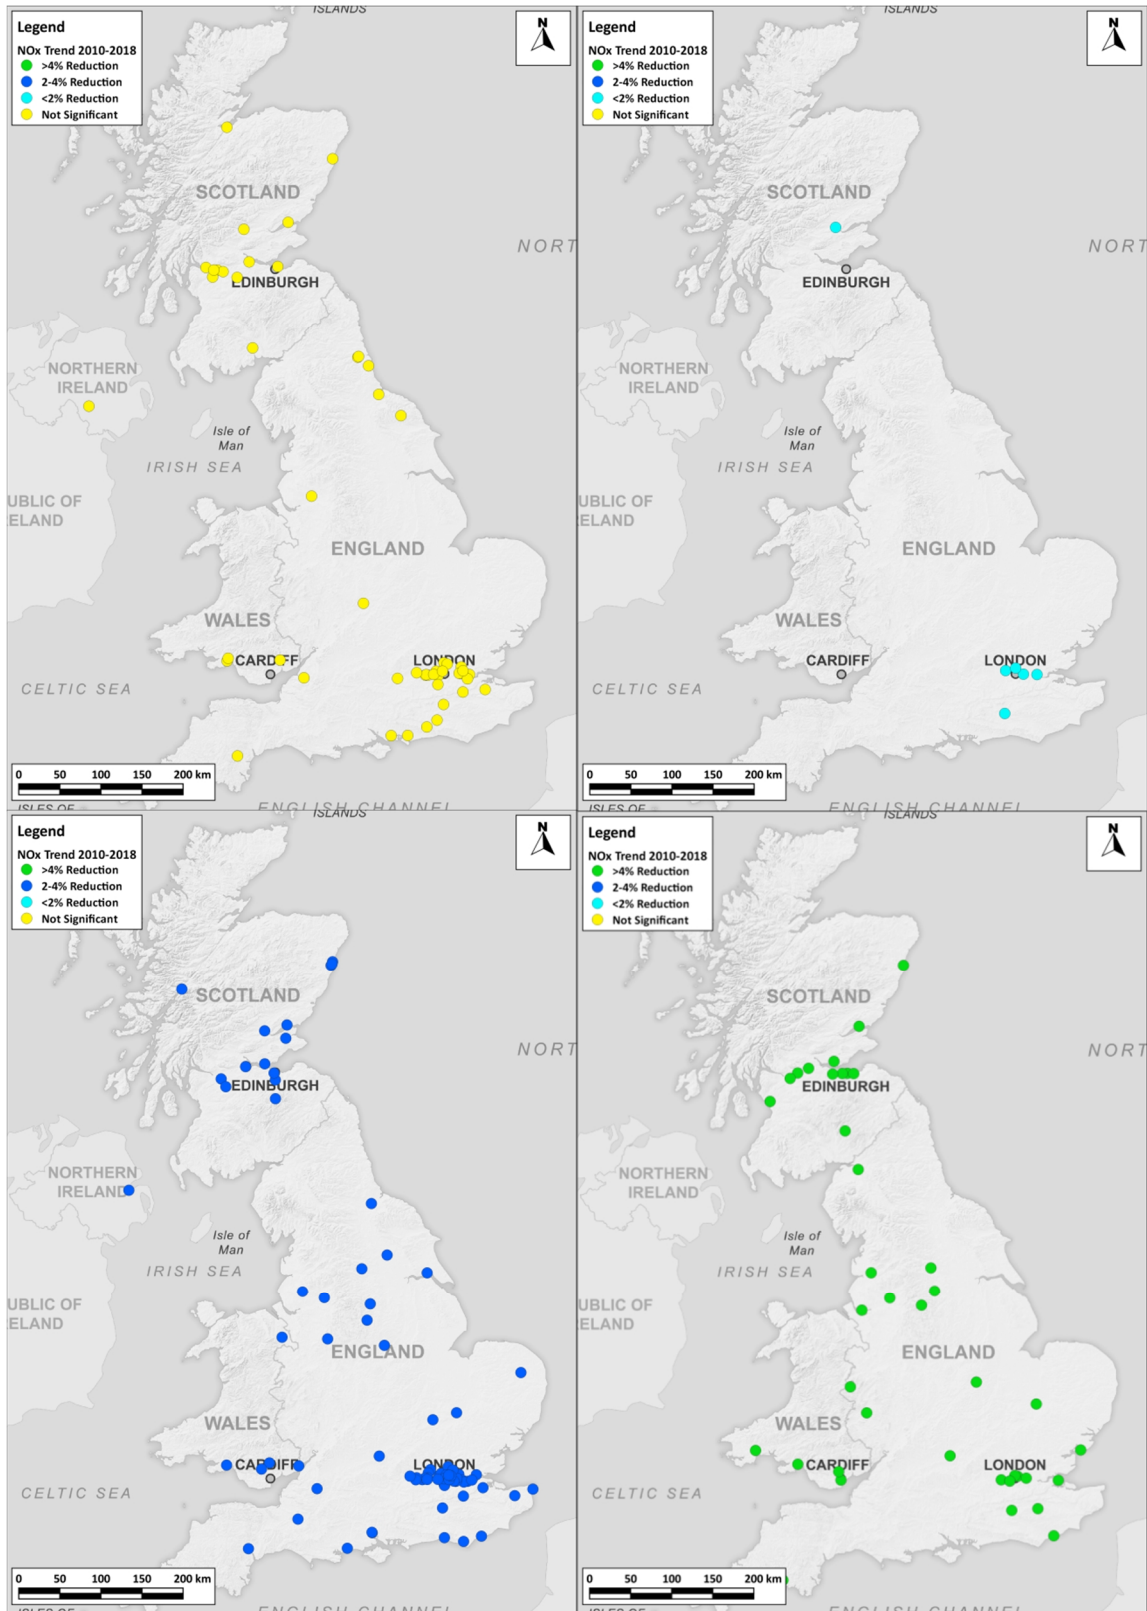 Legend
NOx Trend 2010-2018
>4% Reduction
2-4% Reduction
<2% Reduction
Not Significant
N
ISLANDS
SCOTLAND
NORT
EDINBURGH
NORTHERN
IRELAND
Isle of
Man
IRISH SEA
UBLIC OF
ELAND
ENGLAND
WALES
CARDIFF
LONDON
CELTIC SEA
0 50 100 150 200 km
ISLES OF
ENGLISH CHANNEL
Legend
NOx Trend 2010-2018
>4% Reduction
2-4% Reduction
<2% Reduction
Not Significant
N
ISLANDS
SCOTLAND
NORT
EDINBURGH
NORTHERN
IRELAND
Isle of
Man
IRISH SEA
UBLIC OF
ELAND
ENGLAND
WALES
CARDIFF
LONDON
CELTIC SEA
0 50 100 150 200 km
ISLES OF
ENGLISH CHANNEL
Legend
NOx Trend 2010-2018
>4% Reduction
2-4% Reduction
<2% Reduction
Not Significant
N
ISLANDS
SCOTLAND
NORT
EDINBURGH
NORTHERN
IRELAND
Isle of
Man
IRISH SEA
UBLIC OF
ELAND
ENGLAND
WALES
CARDIFF
LONDON
CELTIC SEA
0 50 100 150 200 km
ISLES OF
ENGLISH CHANNEL
Legend
NOx Trend 2010-2018
>4% Reduction
2-4% Reduction
<2% Reduction
Not Significant
N
ISLANDS
SCOTLAND
NORT
EDINBURGH
NORTHERN
IRELAND
Isle of
Man
IRISH SEA
UBLIC OF
ELAND
ENGLAND
WALES
CARDIFF
LONDON
CELTIC SEA
0 50 100 150 200 km
ISLES OF
ENGLISH CHANNEL